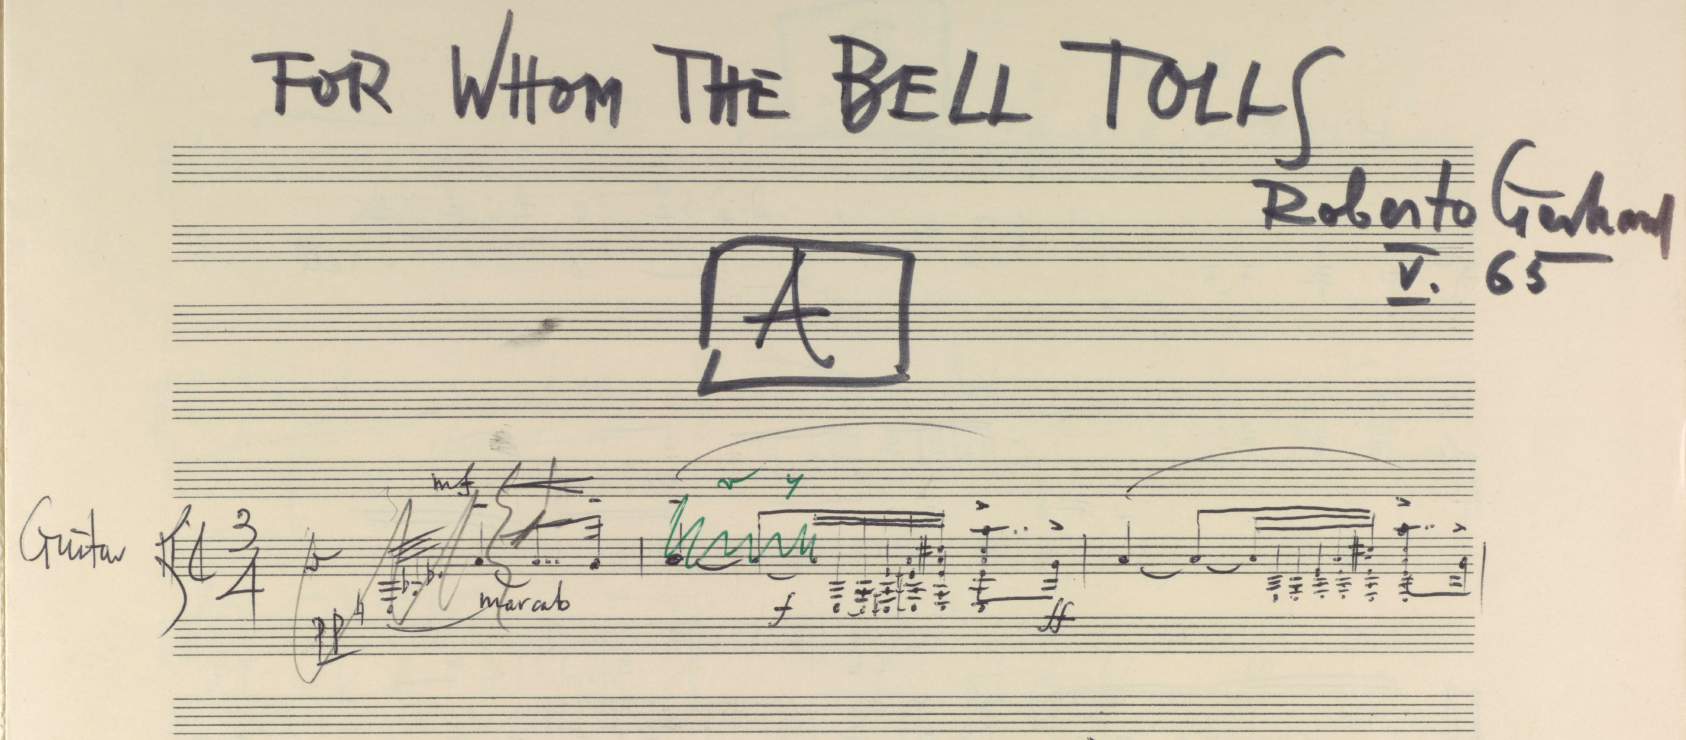 FOR WHOM THE BELL TOLLS
Roberto Gerhard
V. 65
A
mf
Guitar 3/4
pp marcato f ff